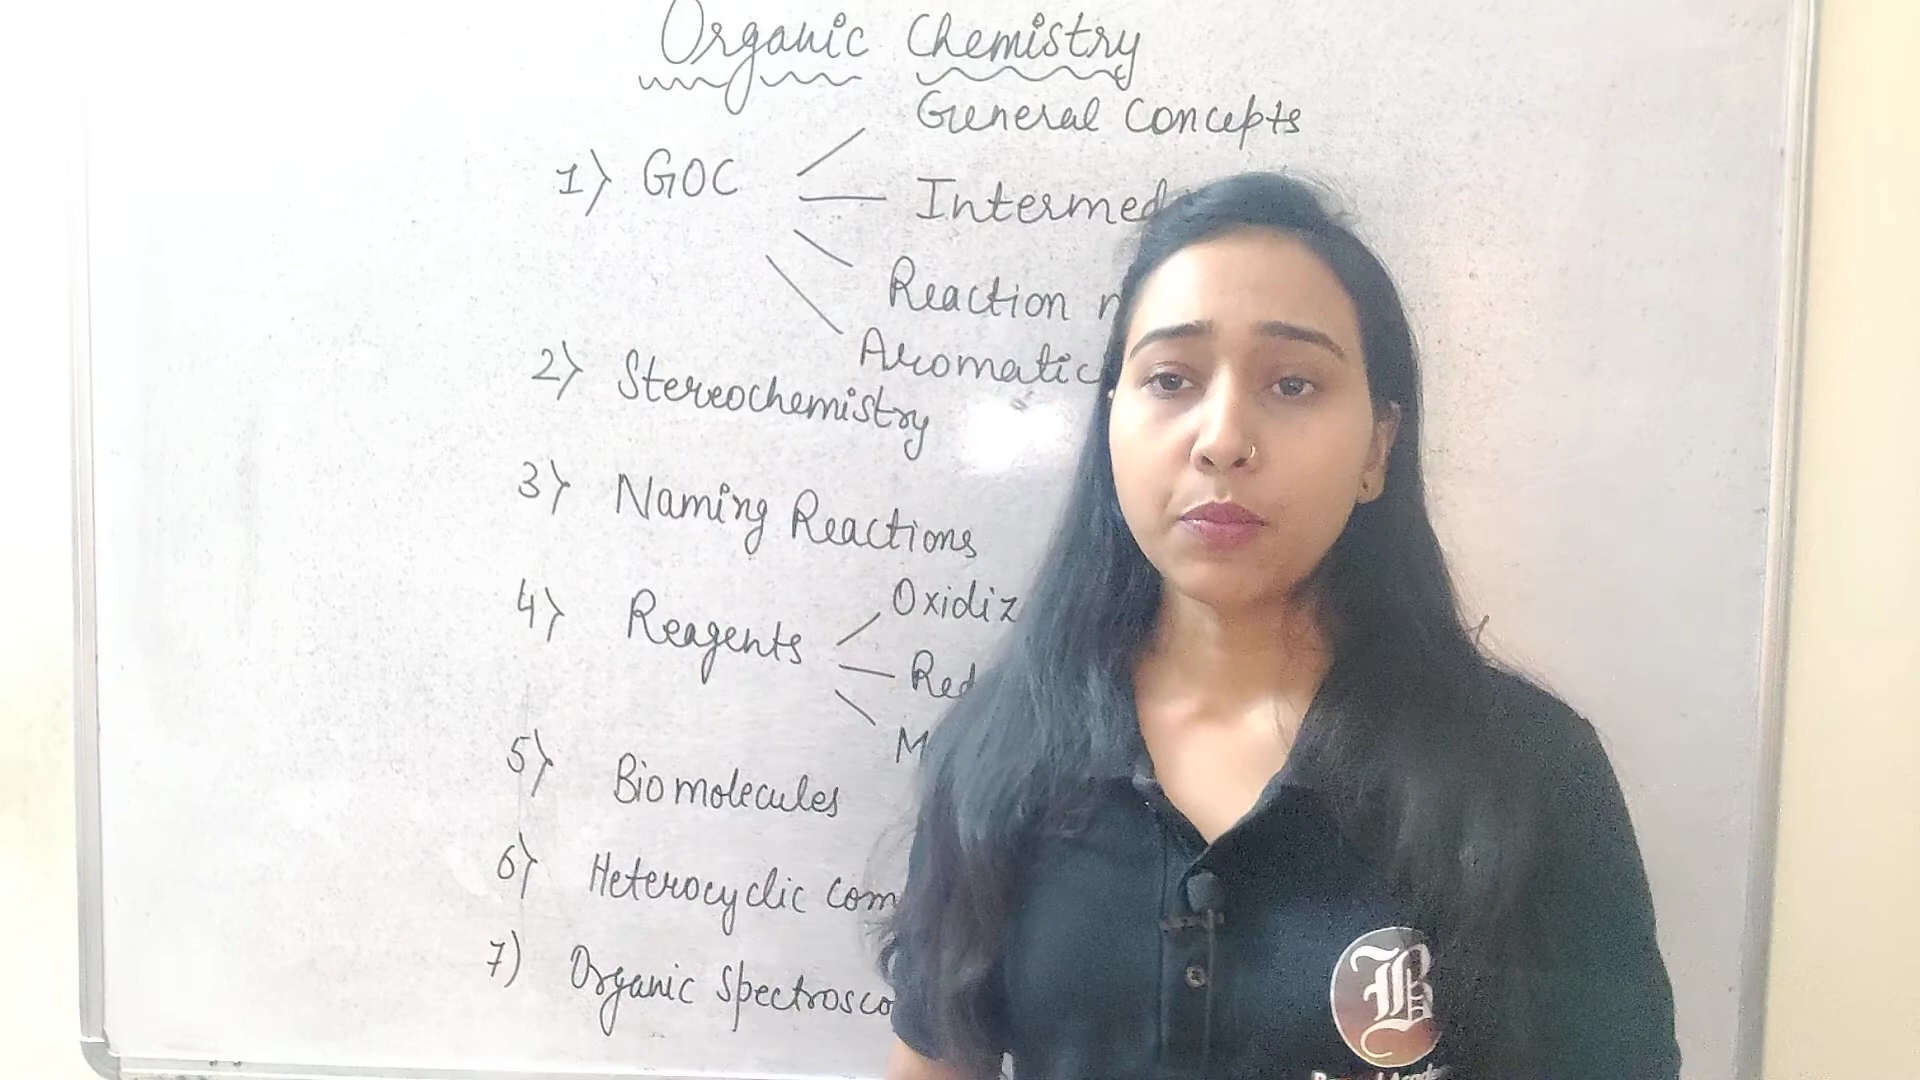 Organic Chemistry
General Concepts
1) GOC
Intermed
Reaction
Aromatic
2) Stereochemistry
3) Naming Reactions
Oxidiz
4) Reagents
Red
M
5) Biomolecules
6) Heterocyclic Com
7) Organic Spectrosco
B